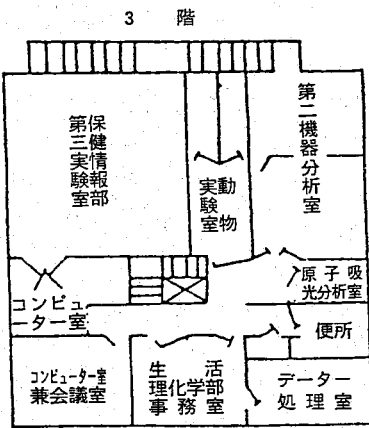 3 階
保健情報部
第三実験室
動物
実験室
第二機器分析室
原子吸
光分析室
コンピュ
ーター室
便所
コンピューター室
兼会議室
生活
理化学部
事務室
データー
処理室